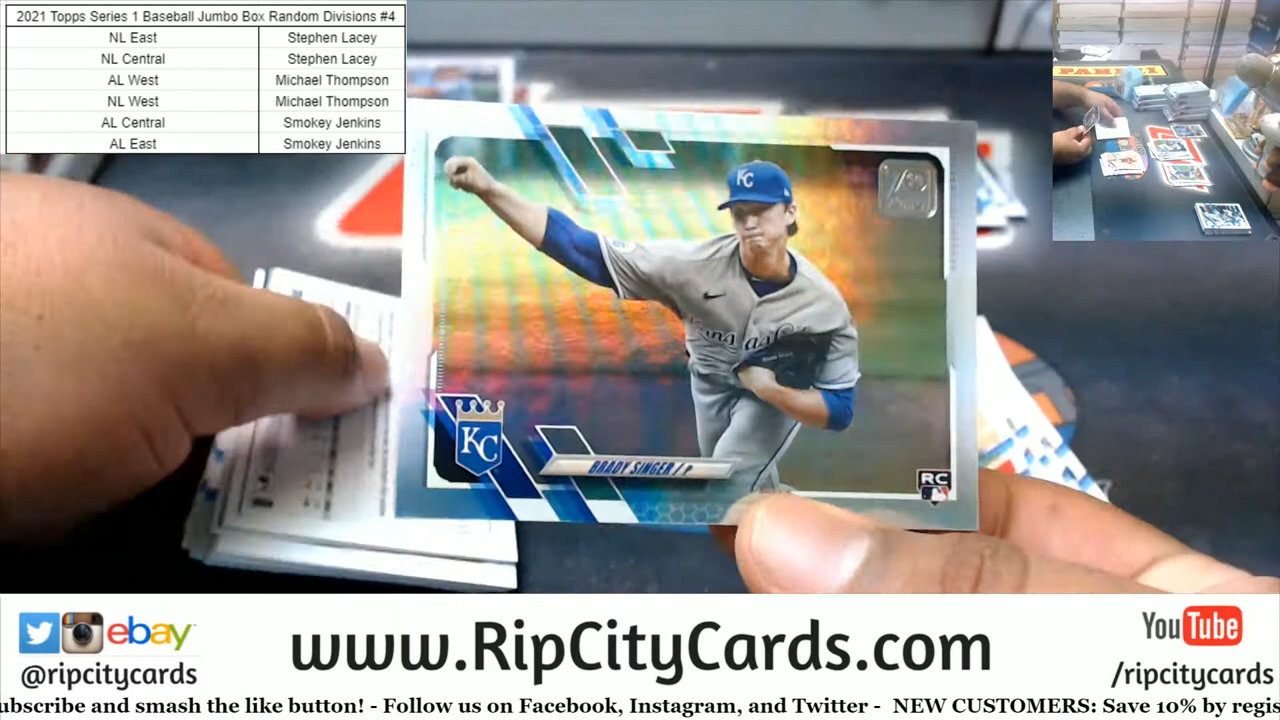 2021 Topps Series 1 Baseball Jumbo Box Random Divisions #4
NL East Stephen Lacey
NL Central Stephen Lacey
AL West Michael Thompson
NL West Michael Thompson
AL Central Smokey Jenkins
AL East Smokey Jenkins
PANINI
KC
Kansas City
KC
BRADY SINGER / P
RC
ebay
@ripcitycards
www.RipCityCards.com
YouTube
/ripcitycards
ubscribe and smash the like button! - Follow us on Facebook, Instagram, and Twitter - NEW CUSTOMERS: Save 10% by regis